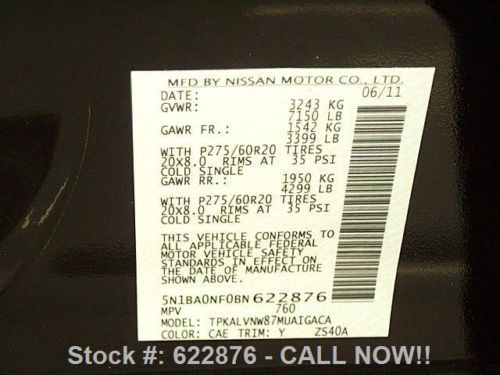 MFD BY NISSAN MOTOR CO., LTD.
DATE: 06/11
GVWR: 3243 KG
7150 LB
GAWR FR.: 1542 KG
3399 LB
WITH P275/60R20 TIRES
20X8.0 RIMS AT 35 PSI
COLD SINGLE
GAWR RR.: 1950 KG
4299 LB
WITH P275/60R20 TIRES
20X8.0 RIMS AT 35 PSI
COLD SINGLE
THIS VEHICLE CONFORMS TO
ALL APPLICABLE FEDERAL
MOTOR VEHICLE SAFETY
STANDARDS IN EFFECT ON
THE DATE OF MANUFACTURE
SHOWN ABOVE.
5N1BA0NF0BN622876
MPV 760
MODEL: TPKALVNW87MUAIGACA
COLOR: CAE TRIM: Y ZS40A
Stock #: 622876 - CALL NOW!!